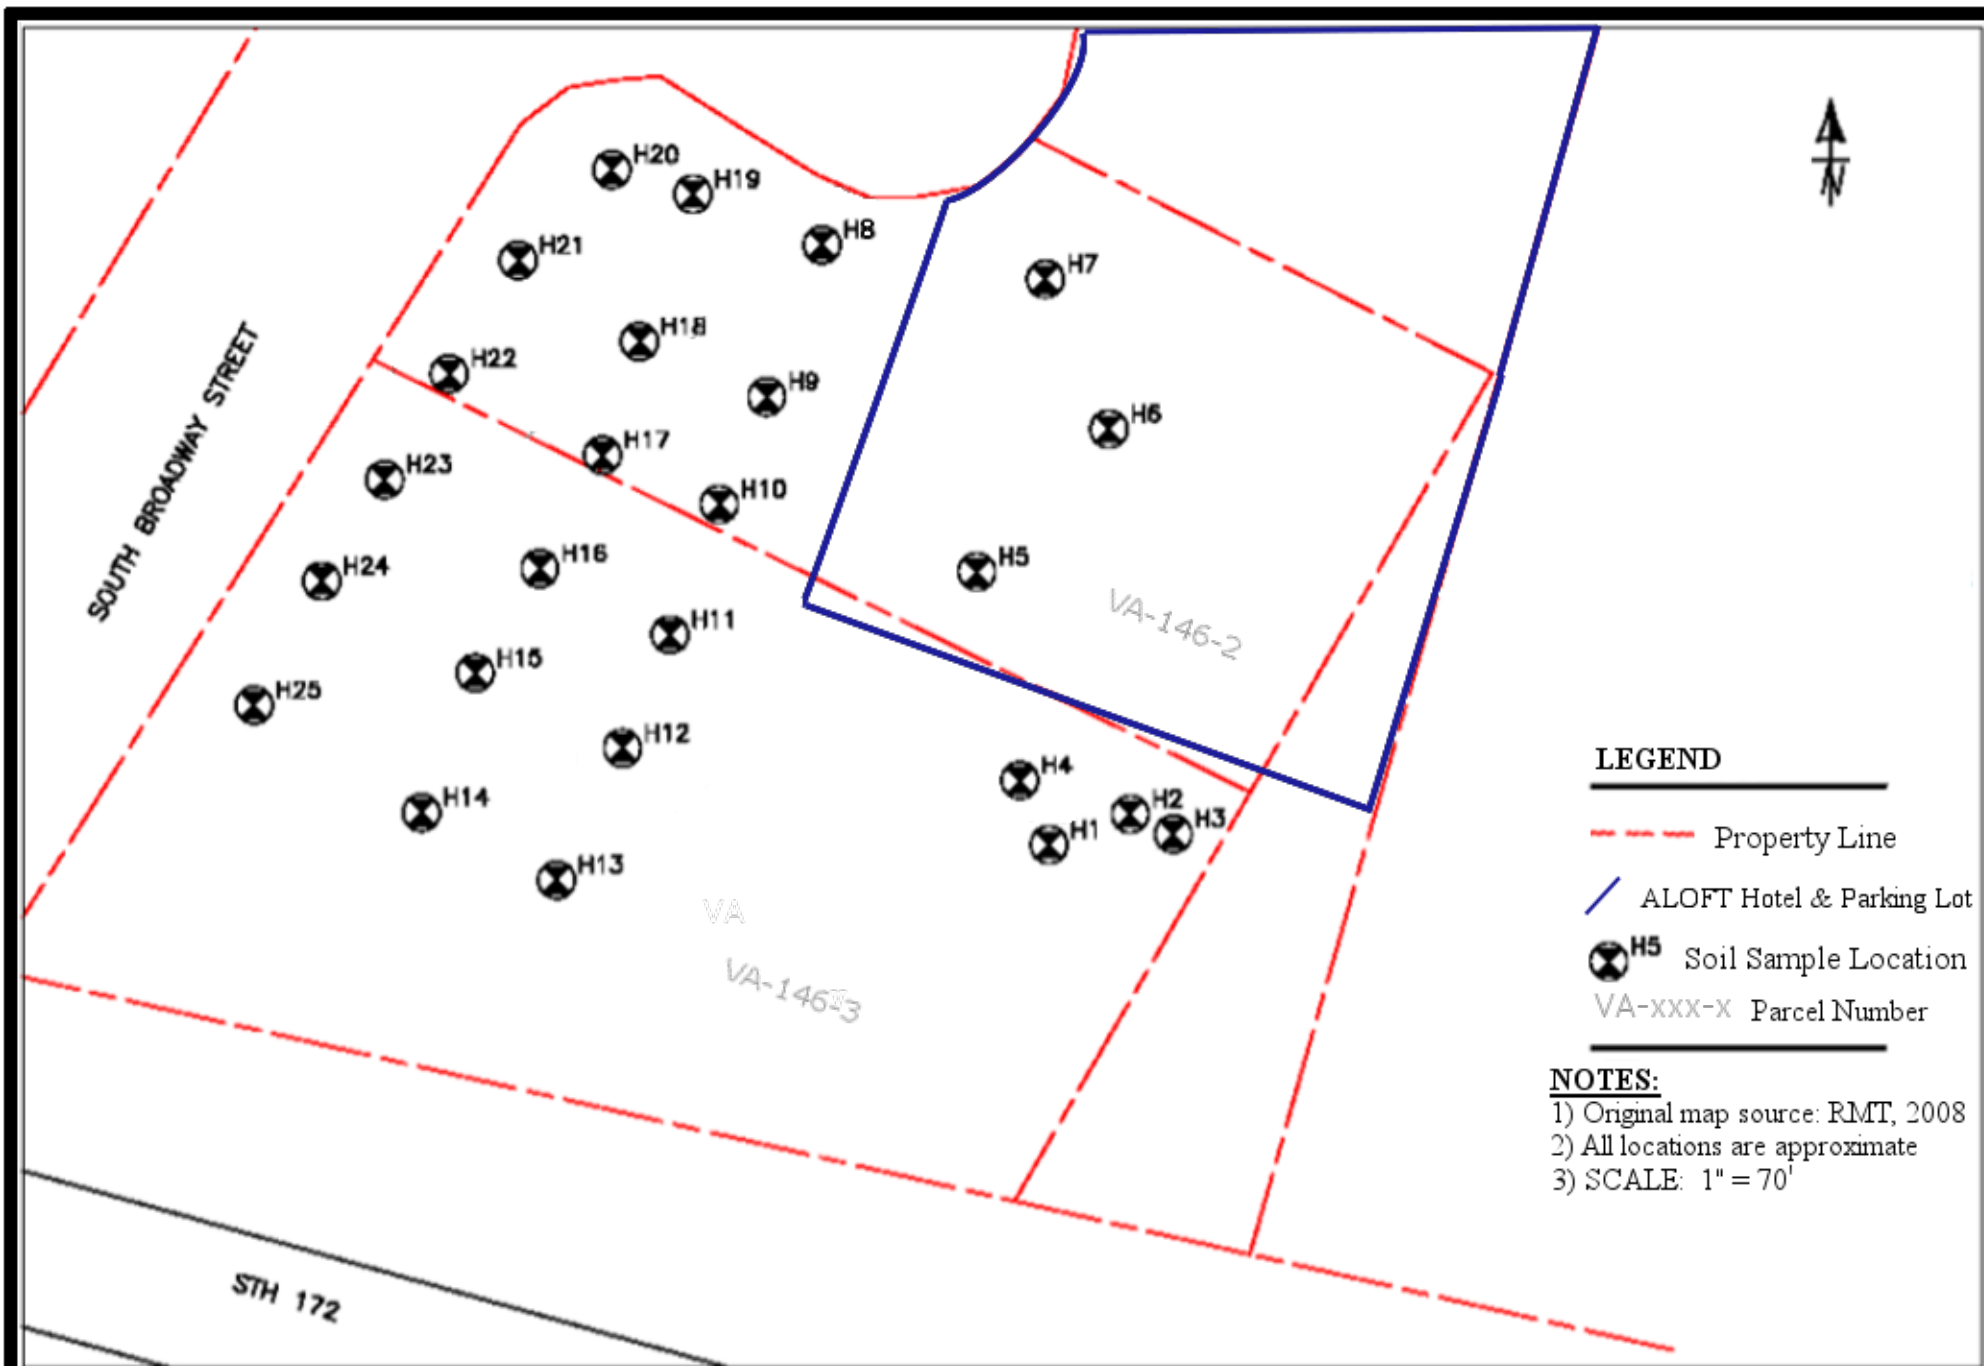 H20
H19
H8
H21
H7
H18
H22
H9
H6
H17
H23
H10
SOUTH BROADWAY STREET
H16
H24
H5
H11
VA-146-2
H15
H25
H12
H4
H14
H2
H3
H1
H13
VA
VA-146-3
STH 172
N
LEGEND
Property Line
ALOFT Hotel & Parking Lot
H5 Soil Sample Location
VA-xxx-x Parcel Number
NOTES:
1) Original map source: RMT, 2008
2) All locations are approximate
3) SCALE: 1" = 70'